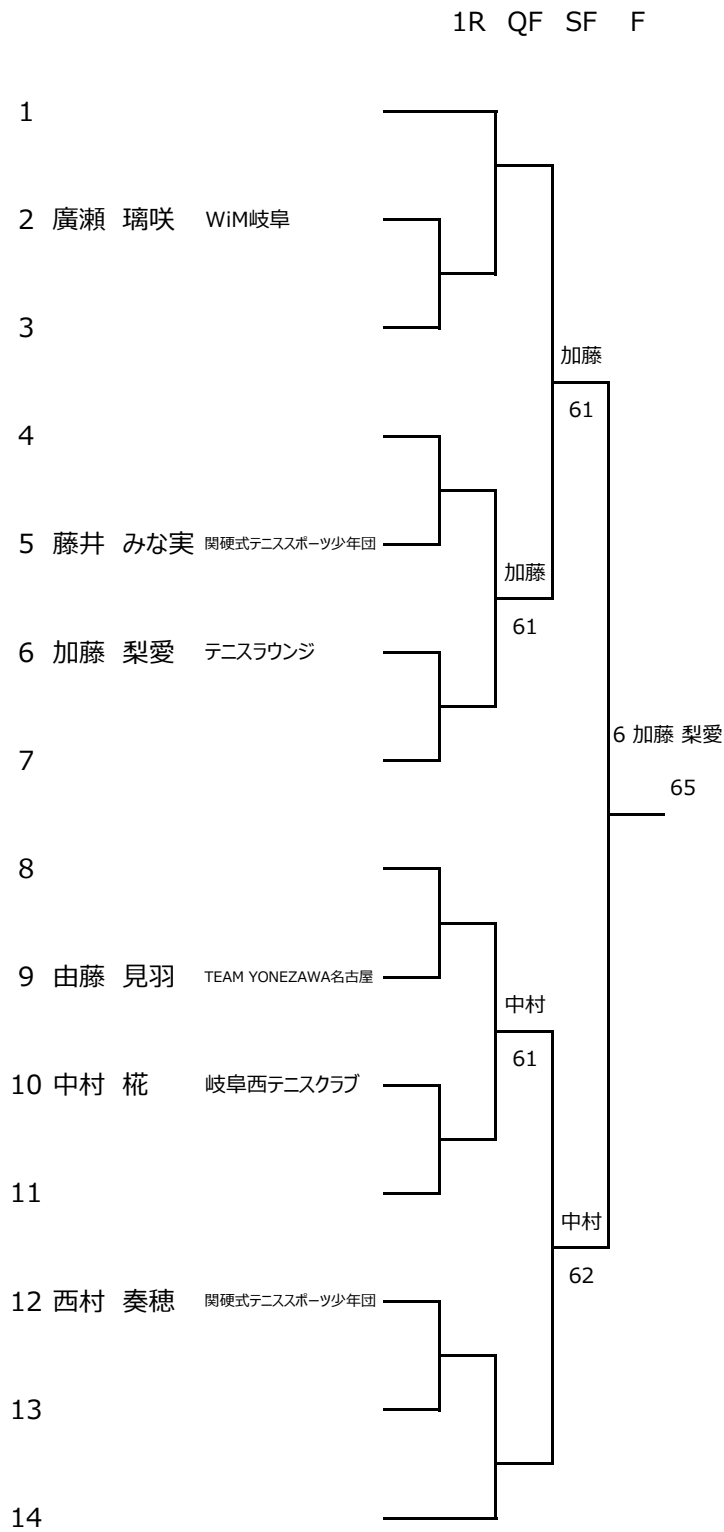 1R QF SF F
1
2 廣瀬 璃咲 WiM岐阜
3
加藤
61
4
5 藤井 みな実 関硬式テニススポーツ少年団
加藤
61
6 加藤 梨愛 テニスラウンジ
6 加藤 梨愛
7
65
8
9 由藤 見羽 TEAM YONEZAWA名古屋
中村
61
10 中村 椛 岐阜西テニスクラブ
11
中村
62
12 西村 奏穂 関硬式テニススポーツ少年団
13
14